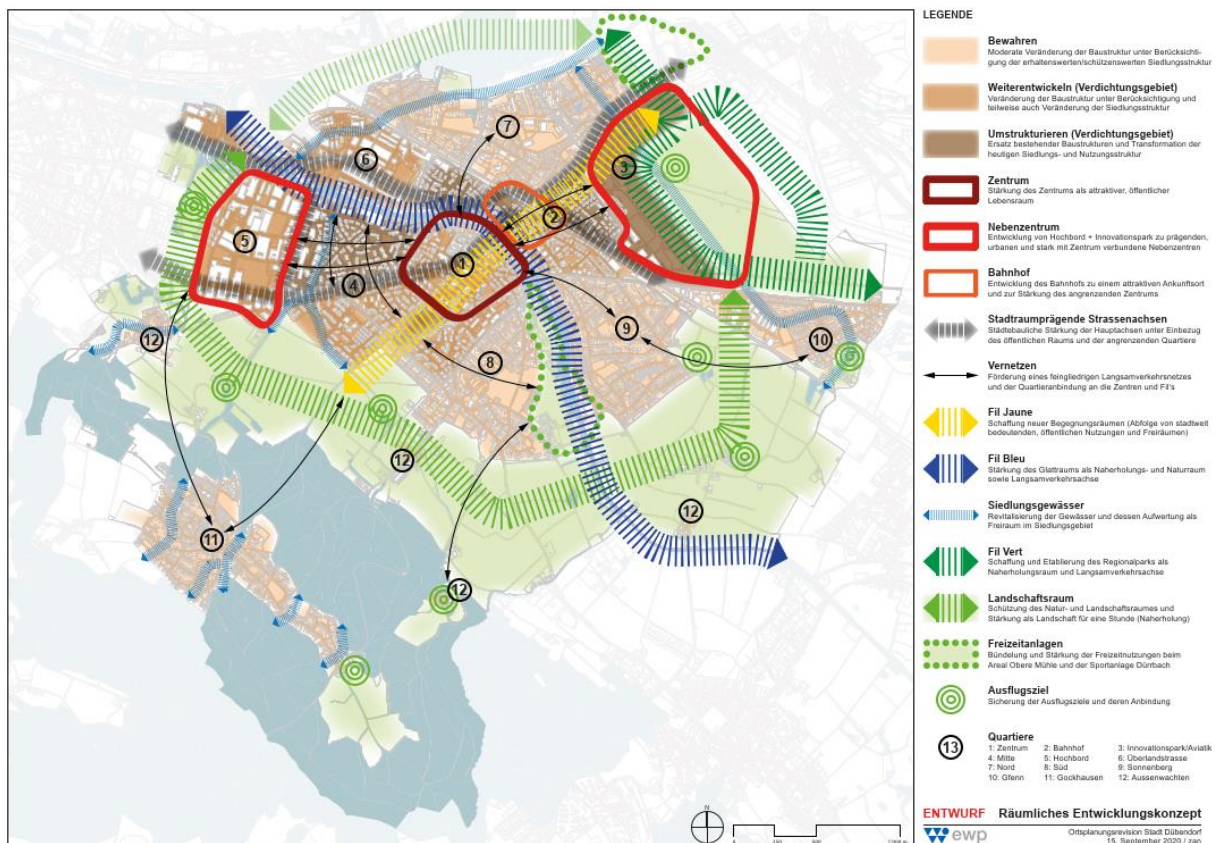 LEGENDE
Bewahren
Moderate Veränderung der Baustruktur unter Berücksichti-
gung der erhaltenswerten/schützenswerten Siedlungsstruktur
Weiterentwickeln (Verdichtungsgebiet)
Veränderung der Baustruktur unter Berücksichtigung und
teilweise auch Veränderung der Siedlungsstruktur
Umstrukturieren (Verdichtungsgebiet)
Ersatz bestehender Baustrukturen und Transformation der
heutigen Siedlungs- und Nutzungsstruktur
Zentrum
Stärkung des Zentrums als attraktiver, öffentlicher
Lebensraum
Nebenzentrum
Entwicklung von Hochbord + Innovationspark zu prägenden,
urbanen und stark mit Zentrum verbundene Nebenzentren
Bahnhof
Entwicklung des Bahnhofs zu einem attraktiven Ankunftsort
und zur Stärkung des angrenzenden Zentrums
Stadtraumprägende Strassenachsen
Städtebauliche Stärkung der Hauptachsen unter Einbezug
des öffentlichen Raums und der angrenzenden Quartiere
Vernetzen
Förderung eines feingliedrigen Langsamverkehrsnetzes
und der Quartieranbindung an die Zentren und Fil's
Fil Jaune
Schaffung neuer Begegnungsräumen (Abfolge von stadtweit
bedeutenden, öffentlichen Nutzungen und Freiräumen)
Fil Bleu
Stärkung des Glattraums als Naherholungs- und Naturraum
sowie Langsamverkehrsachse
Siedlungsgewässer
Revitalisierung der Gewässer und dessen Aufwertung als
Freiraum im Siedlungsgebiet
Fil Vert
Schaffung und Etablierung des Regionalparks als
Naherholungsraum und Langsamverkehrsachse
Landschaftsraum
Schützung des Natur- und Landschaftsraumes und
Stärkung als Landschaft für eine Stunde (Naherholung)
Freizeitanlagen
Bündelung und Stärkung der Freizeitnutzungen beim
Areal Obere Mühle und der Sportanlage Dürrbach
Ausflugsziel
Sicherung der Ausflugsziele und deren Anbindung
13
Quartiere
1: Zentrum 2: Bahnhof 3: Innovationspark/Aviatik
4: Mitte 5: Hochbord 6: Überlandstrasse
7: Nord 8: Süd 9: Sonnenberg
10: Gfenn 11: Gockhausen 12: Aussenwachten
ENTWURF Räumliches Entwicklungskonzept
ewp
Ortsplanungsrevision Stadt Dübendorf
15. September 2020 / zan
7
6
3
2
5
1
4
12
9
10
8
12
12
11
12
N